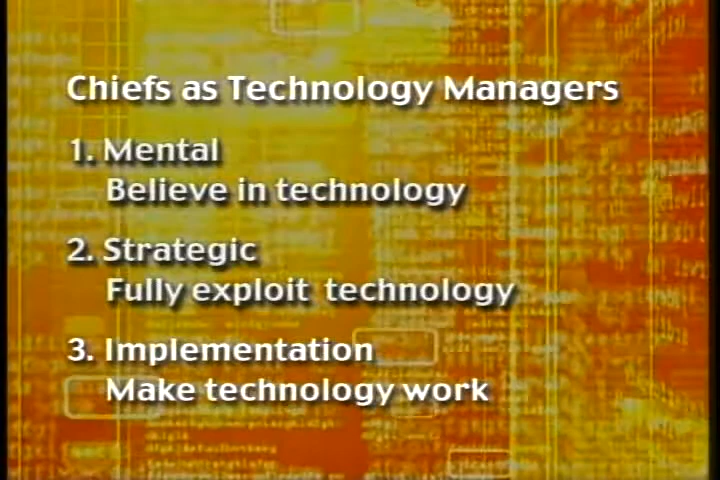 Chiefs as Technology Managers
1. Mental
Believe in technology
2. Strategic
Fully exploit technology
3. Implementation
Make technology work